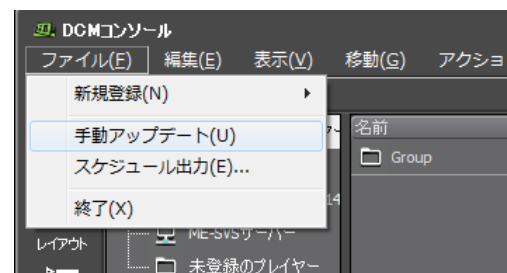 DCMコンソール
ファイル(F) 編集(E) 表示(V) 移動(G) アクショ
新規登録(N)
手動アップデート(U)
スケジュール出力(E)...
終了(X)
名前
Group
14
レイアウト
ME-SVSサーバー
未登録のプレイヤー